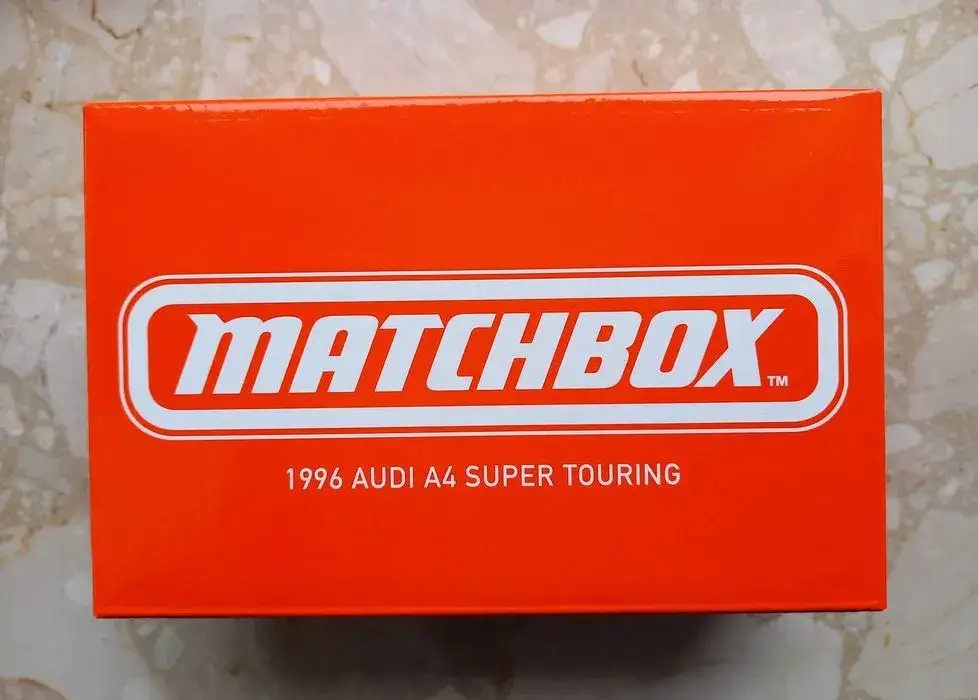 MATCHBOX™
1996 AUDI A4 SUPER TOURING